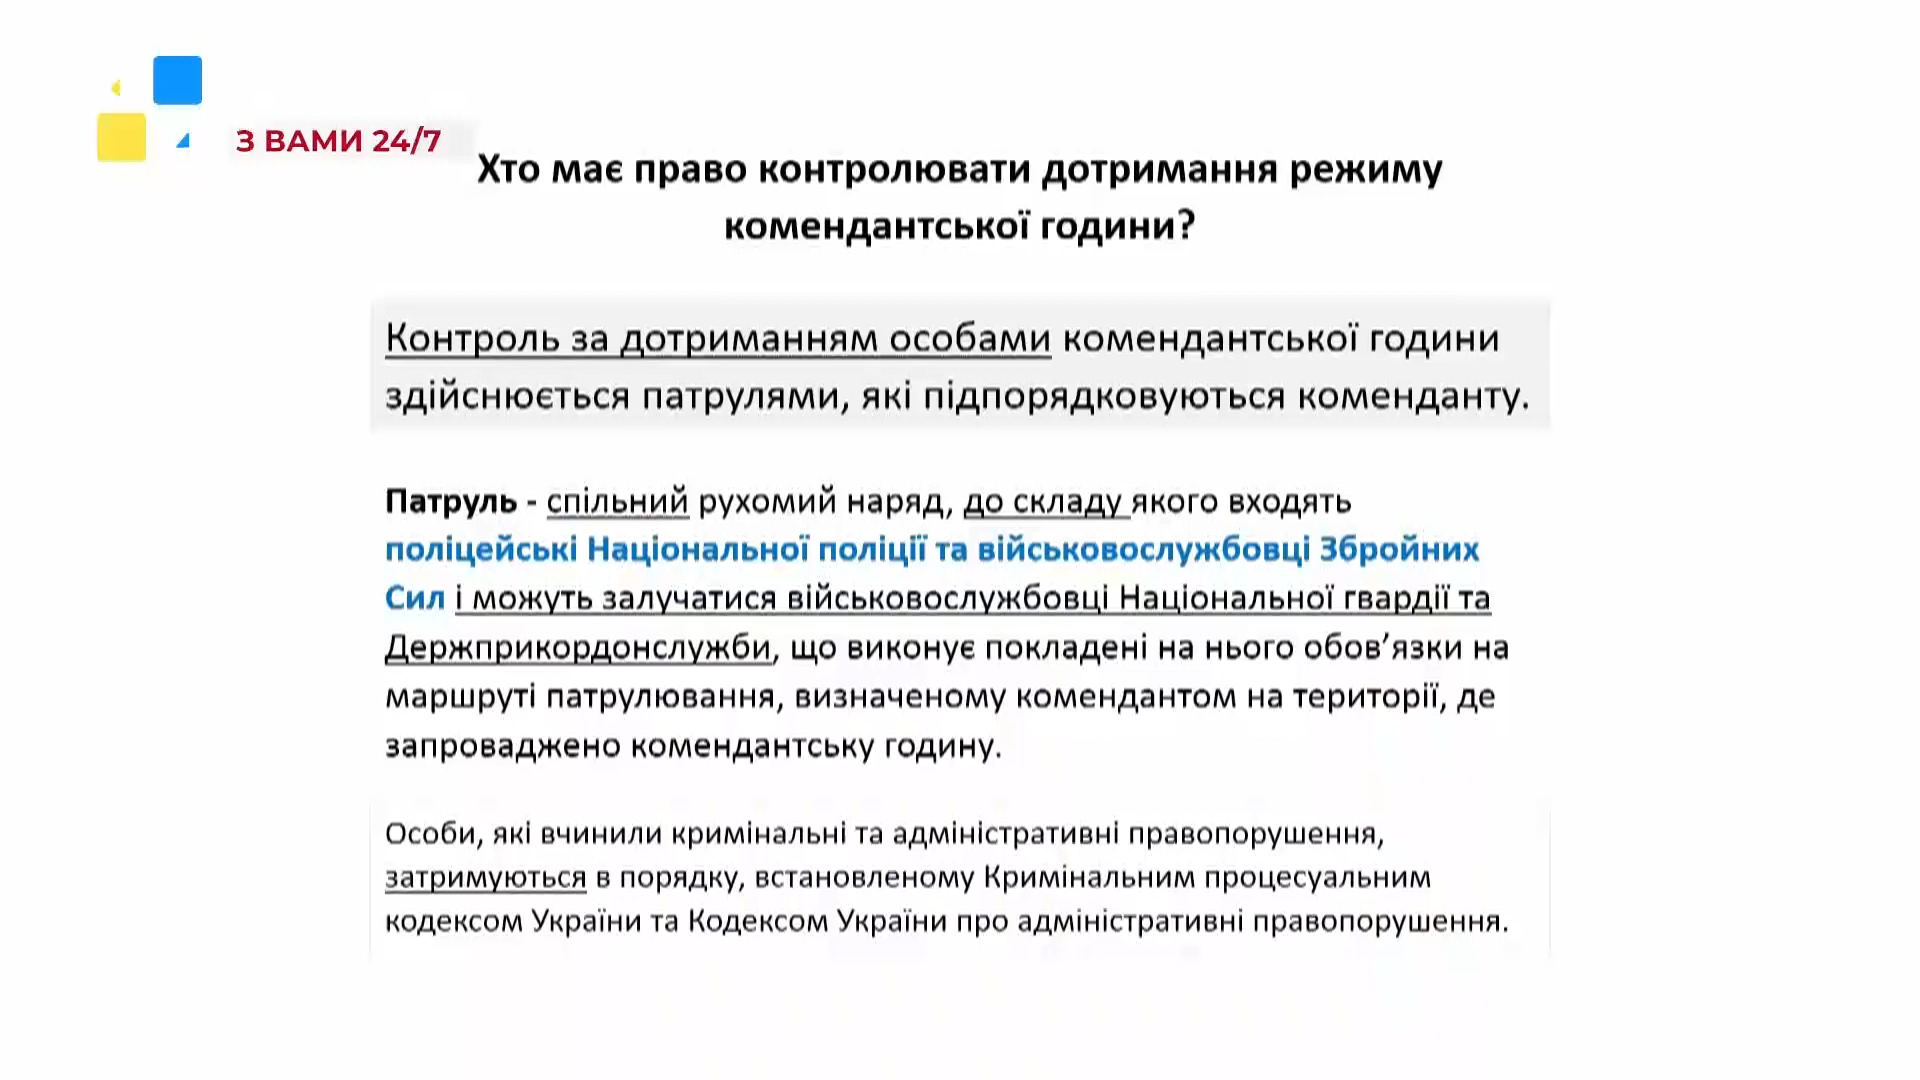 З ВАМИ 24/7
Хто має право контролювати дотримання режиму
комендантської години?
Контроль за дотриманням особами комендантської години
здійснюється патрулями, які підпорядковуються коменданту.
Патруль - спільний рухомий наряд, до складу якого входять
поліцейські Національної поліції та військовослужбовці Збройних
Сил і можуть залучатися військовослужбовці Національної гвардії та
Держприкордонслужби, що виконує покладені на нього обов’язки на
маршруті патрулювання, визначеному комендантом на території, де
запроваджено комендантську годину.
Особи, які вчинили кримінальні та адміністративні правопорушення,
затримуються в порядку, встановленому Кримінальним процесуальним
кодексом України та Кодексом України про адміністративні правопорушення.